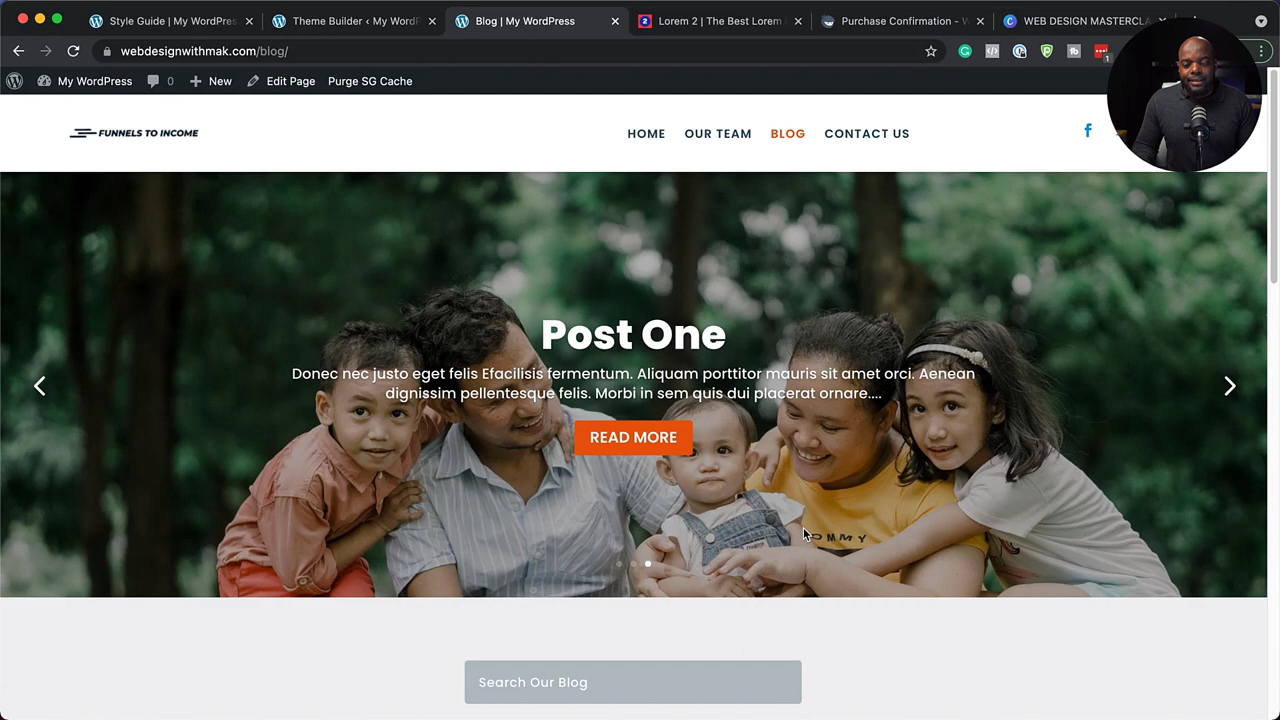 Style Guide | My WordPres
Theme Builder ‹ My WordP
Blog | My WordPress
Lorem 2 | The Best Lorem
Purchase Confirmation - W
WEB DESIGN MASTERCLA
webdesignwithmak.com/blog/
1
My WordPress
0
New
Edit Page
Purge SG Cache
FUNNELS TO INCOME
HOME
OUR TEAM
BLOG
CONTACT US
Post One
Donec nec justo eget felis Efacilisis fermentum. Aliquam porttitor mauris sit amet orci. Aenean
dignissim pellentesque felis. Morbi in sem quis dui placerat ornare....
READ MORE
OMMY
Search Our Blog